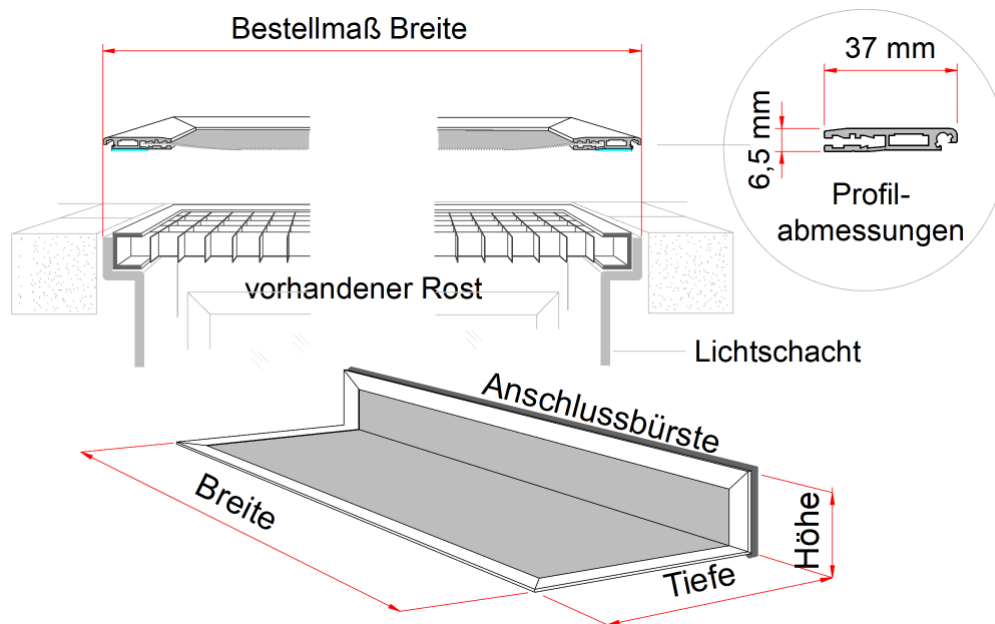 Bestellmaß Breite
37 mm
6,5 mm
Profil-
abmessungen
vorhandener Rost
Lichtschacht
Anschlussbürste
Breite
Höhe
Tiefe